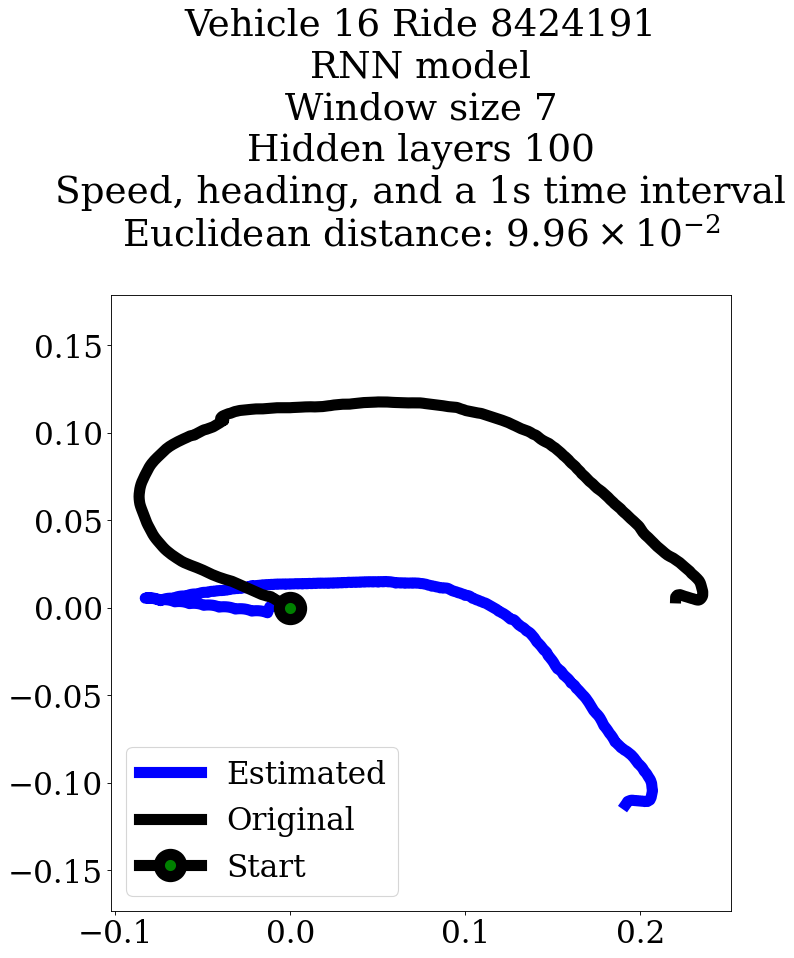 Vehicle 16 Ride 8424191
RNN model
Window size 7
Hidden layers 100
Speed, heading, and a 1s time interval
Euclidean distance: 9.96 × 10⁻²
0.15
0.10
0.05
0.00
−0.05
−0.10
−0.15
Estimated
Original
Start
−0.1 0.0 0.1 0.2